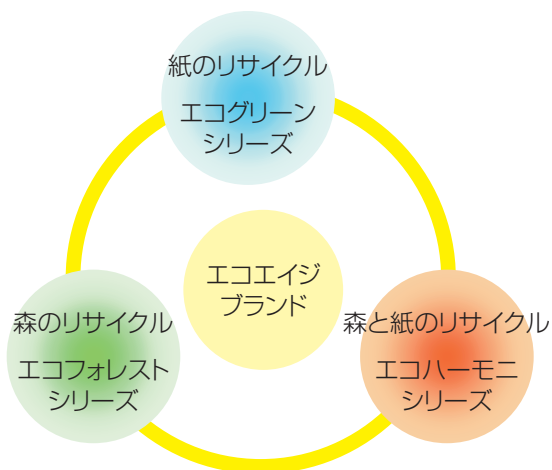 紙のリサイクル
エコグリーン
シリーズ
エコエイジ
ブランド
森のリサイクル
エコフォレスト
シリーズ
森と紙のリサイクル
エコハーモニ
シリーズ